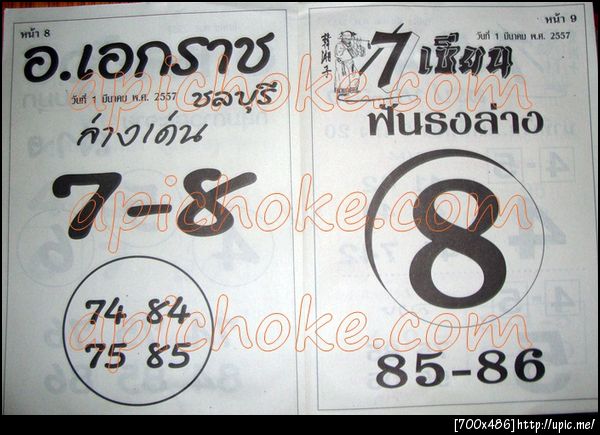 หน้า 8
อ.เอกราช
วันที่ 1 มีนาคม พ.ศ. 2557 ชลบุรี
ล่างเด่น
7-8
74 84
75 85
หน้า 9
วันที่ 1 มีนาคม พ.ศ. 2557
7 เซียน
ฟันธงล่าง
8
85-86
apichoke.com
apichoke.com
apichoke.com
apichoke.com
[700x486]http://upic.me/